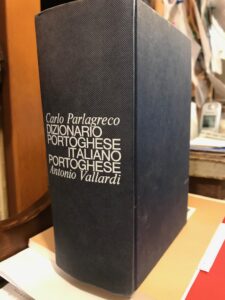 Carlo Parlagreco
DIZIONARIO
PORTOGHESE
ITALIANO
PORTOGHESE
Antonio Vallardi